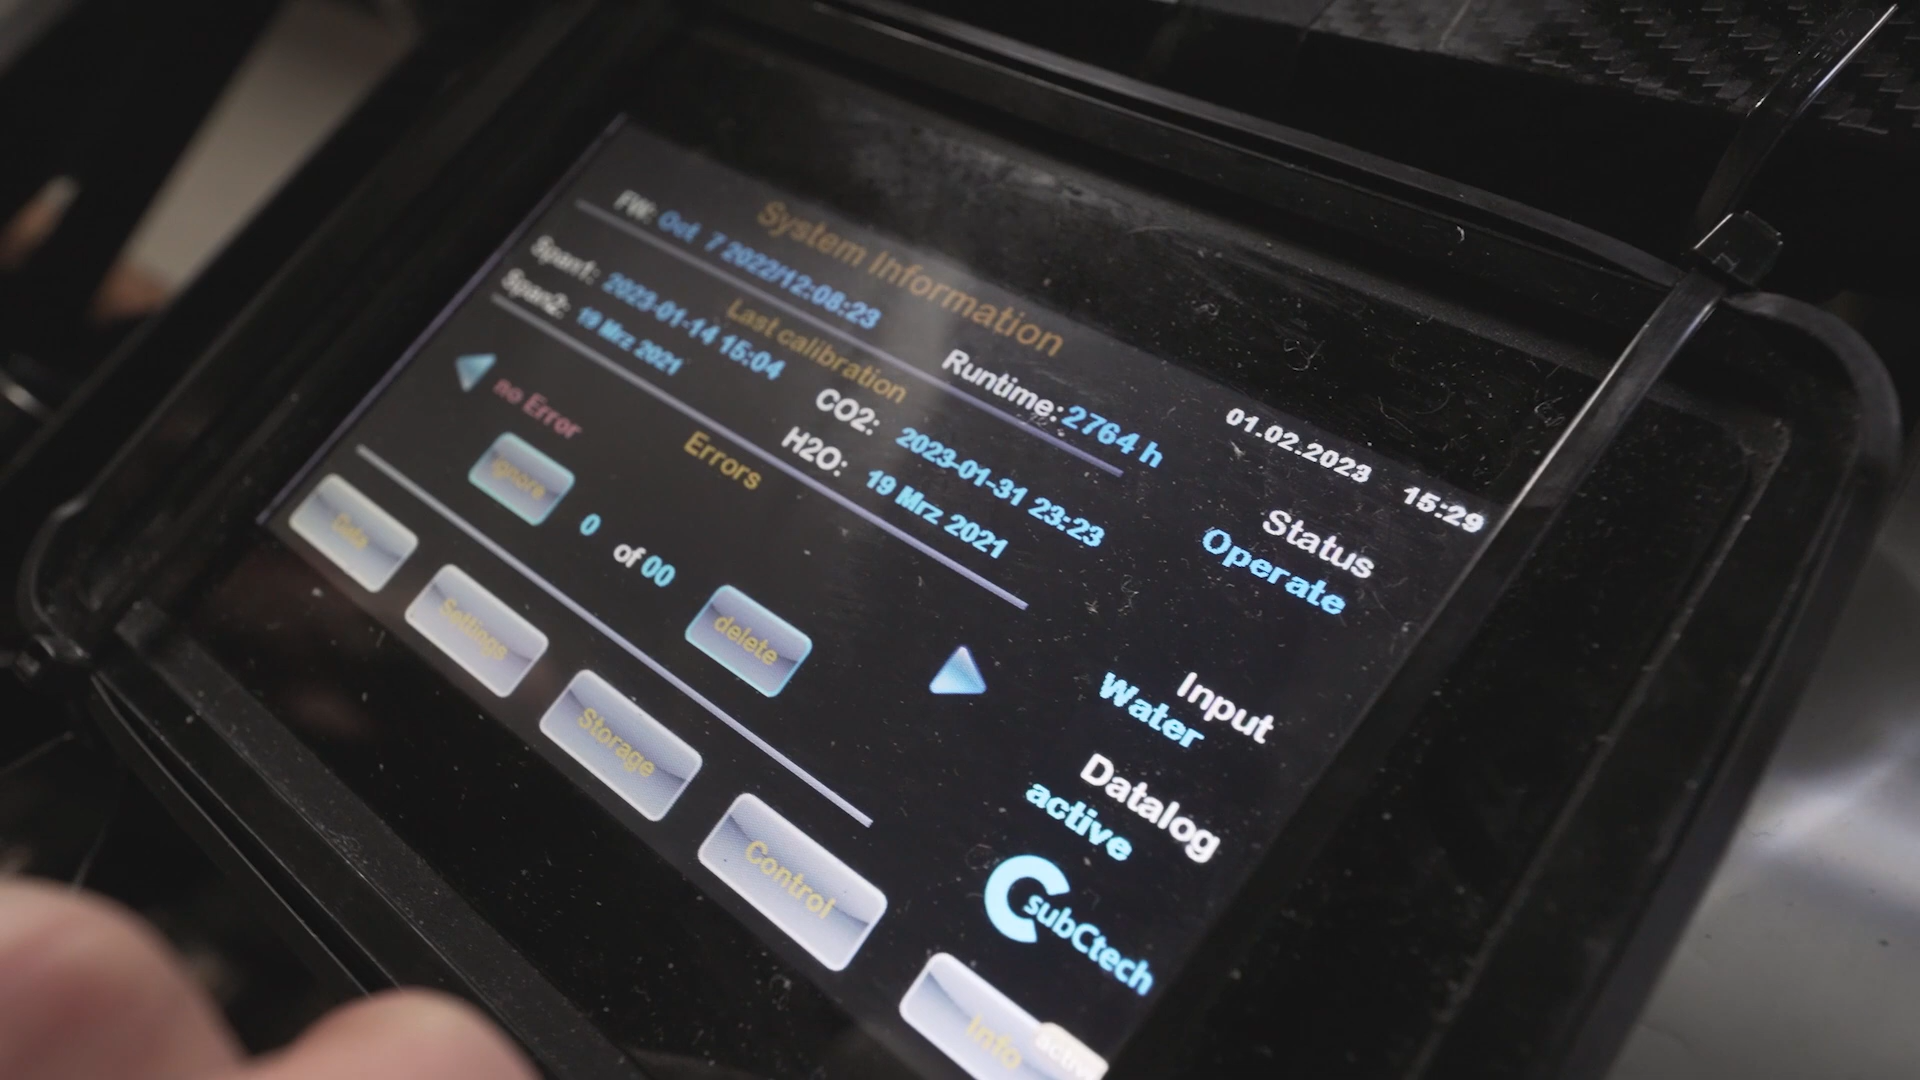 System Information
01.02.2023 15:29
FW: Oct 7 2022/12:08:23 Runtime: 2764 h
Last calibration
Span1: 2023-01-14 15:04 CO2: 2023-01-31 23:23
Span2: 19 Mrz 2021 H2O: 19 Mrz 2021
Errors
no Error
ignore 0 of 00 delete
Status
Operate
Input
Water
Datalog
active
subCtech
Data Settings Storage Control Info
active